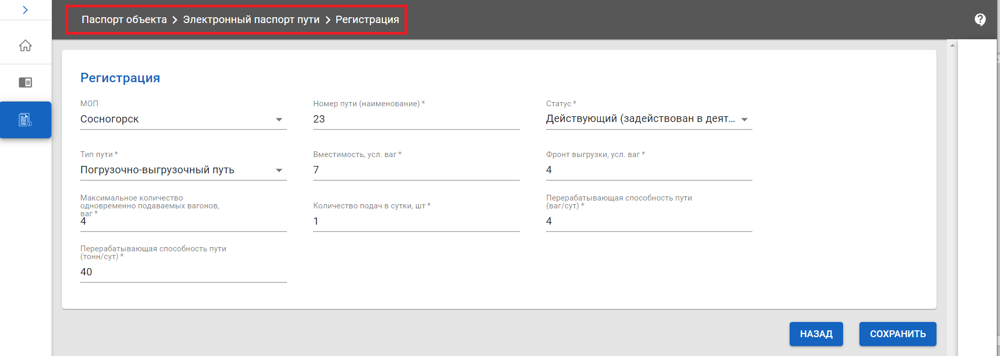 Паспорт объекта > Электронный паспорт пути > Регистрация
Регистрация
МОП
Сосногорск
Номер пути (наименование) *
23
Статус *
Действующий (задействован в деят...
Тип пути *
Погрузочно-выгрузочный путь
Вместимость, усл. ваг *
7
Фронт выгрузки, усл. ваг *
4
Максимальное количество
одновременно подаваемых вагонов,
ваг *
4
Количество подач в сутки, шт *
1
Перерабатывающая способность пути
(ваг/сут) *
4
Перерабатывающая способность пути
(тонн/сут) *
40
НАЗАД
СОХРАНИТЬ